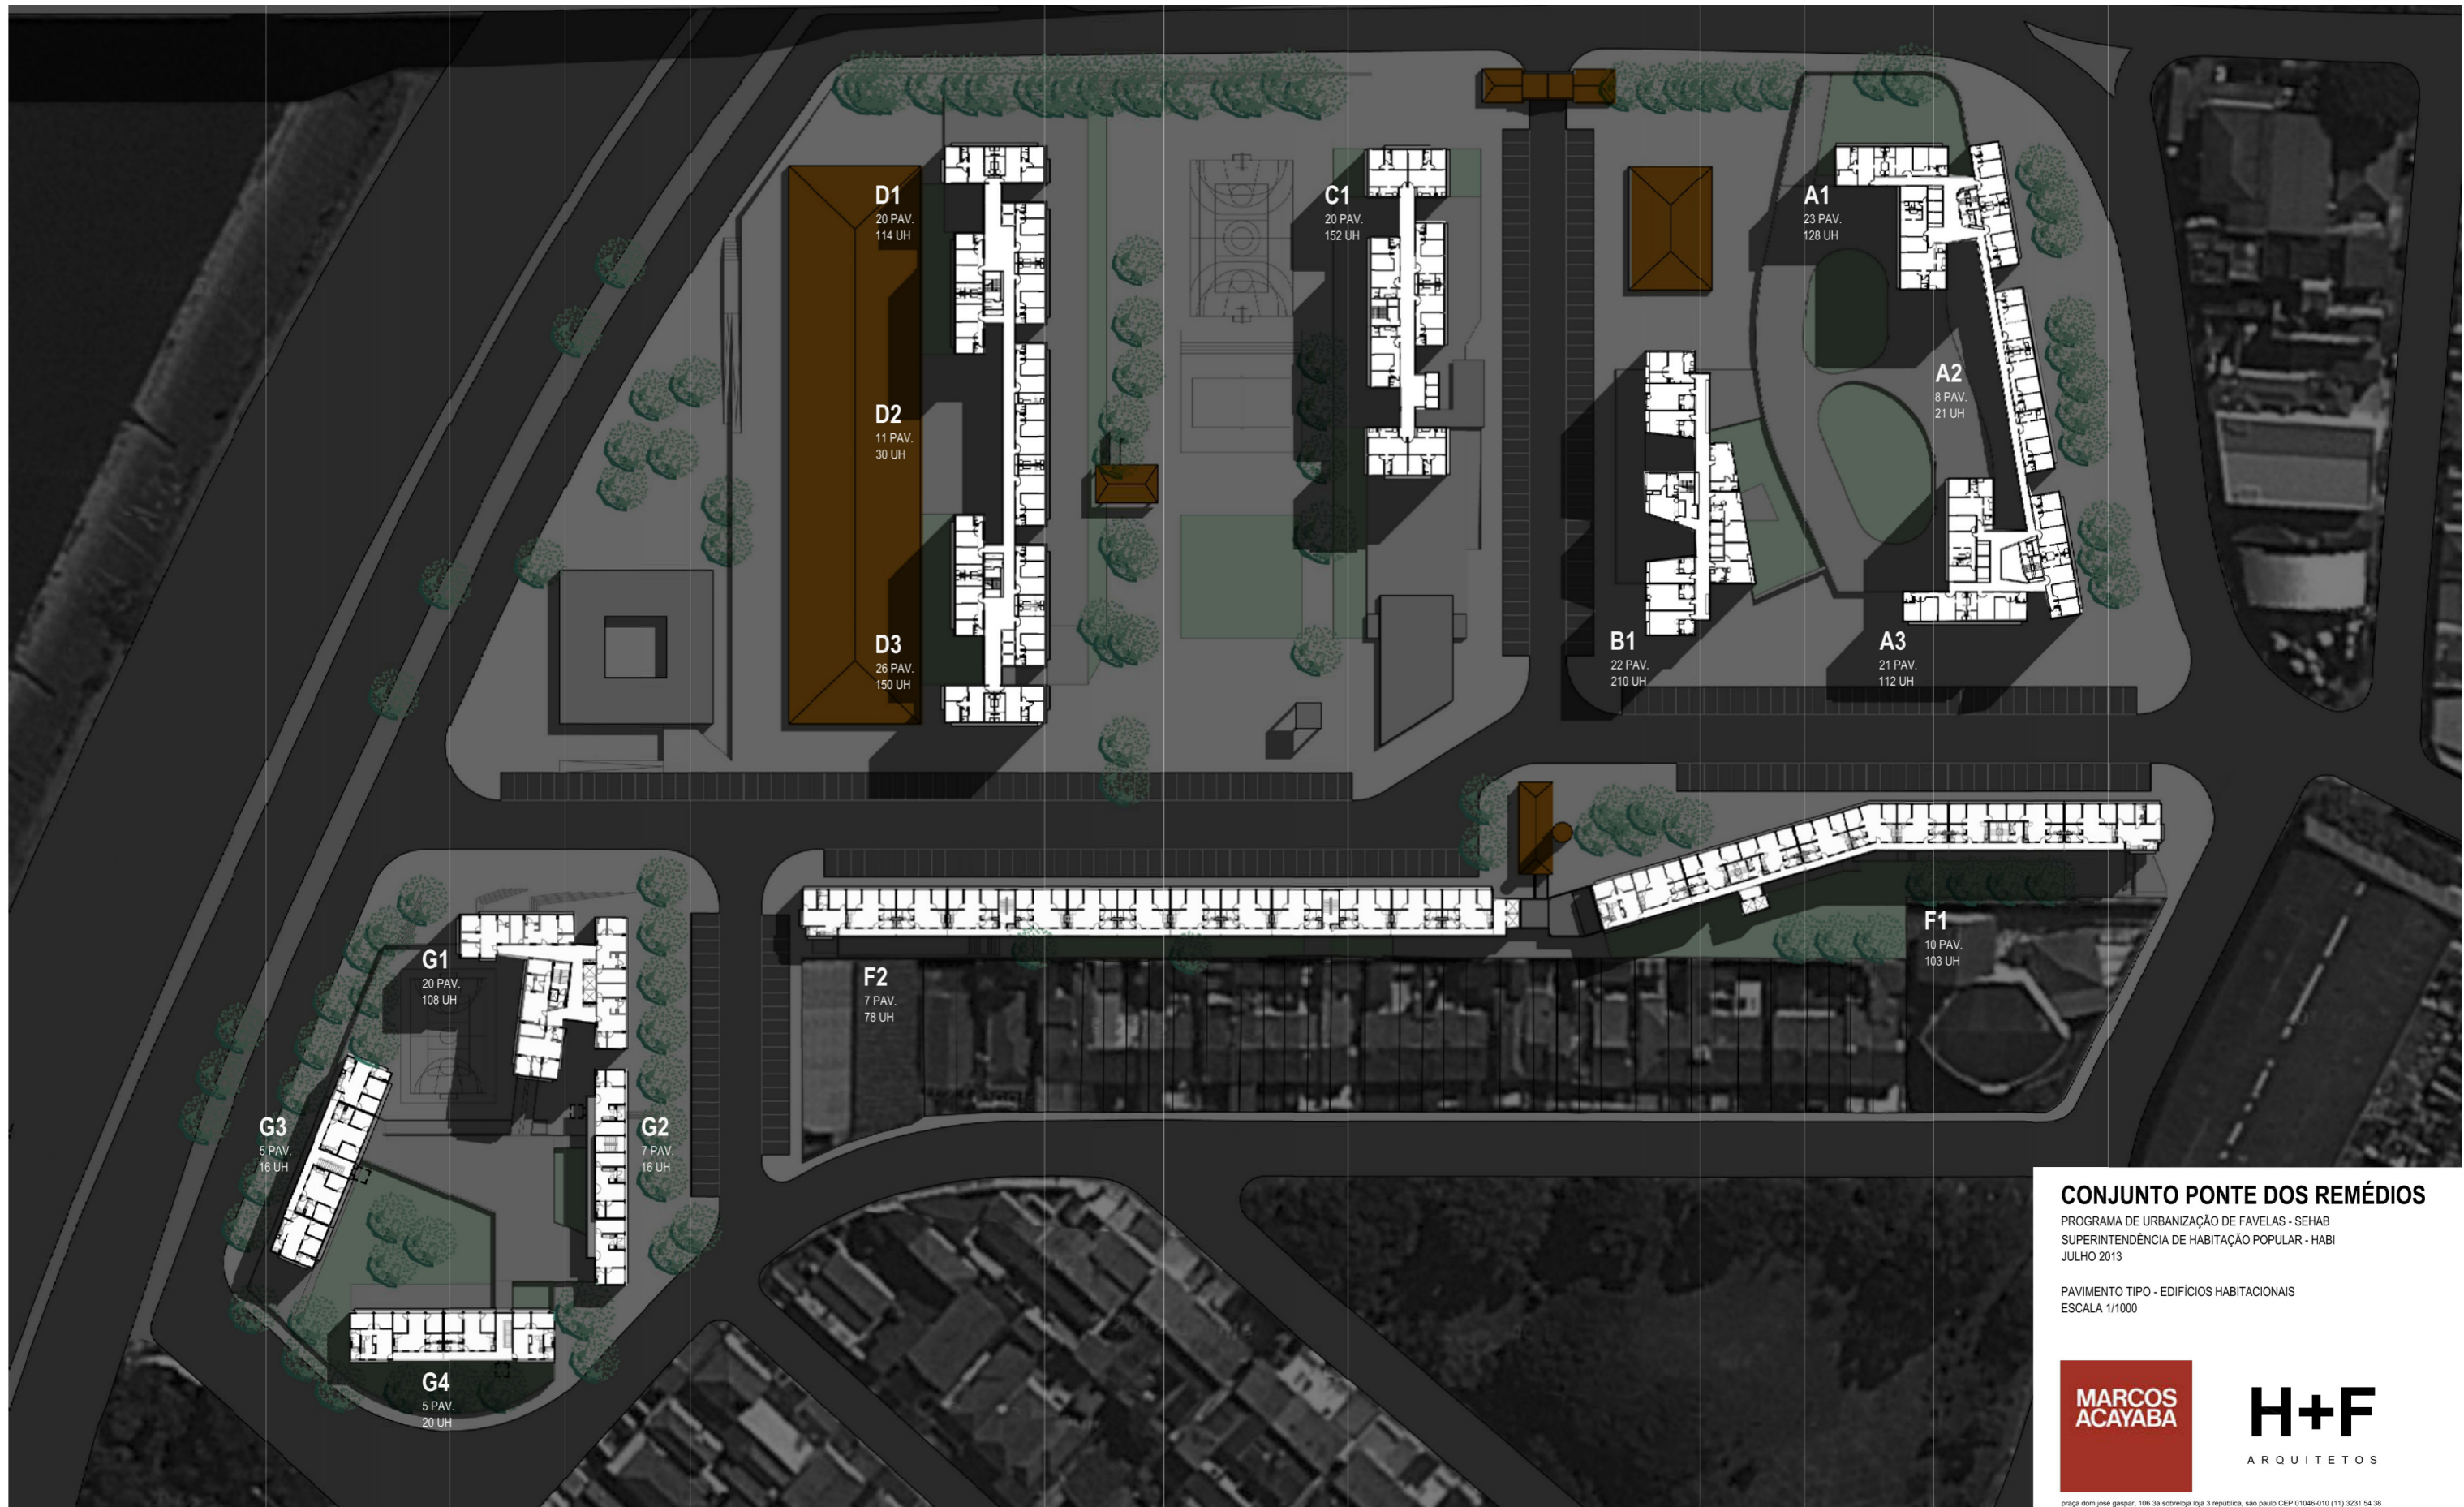 D1
20 PAV.
114 UH
C1
20 PAV.
152 UH
A1
23 PAV.
128 UH
A2
8 PAV.
21 UH
D2
11 PAV.
30 UH
D3
26 PAV.
150 UH
B1
22 PAV.
210 UH
A3
21 PAV.
112 UH
G1
20 PAV.
108 UH
F2
7 PAV.
78 UH
F1
10 PAV.
103 UH
G3
5 PAV.
16 UH
G2
7 PAV.
16 UH
G4
5 PAV.
20 UH
CONJUNTO PONTE DOS REMÉDIOS
PROGRAMA DE URBANIZAÇÃO DE FAVELAS - SEHAB
SUPERINTENDÊNCIA DE HABITAÇÃO POPULAR - HABI
JULHO 2013
PAVIMENTO TIPO - EDIFÍCIOS HABITACIONAIS
ESCALA 1/1000
MARCOS
ACAYABA
H+F
ARQUITETOS
praça dom josé gaspar, 106 3a sobreloja loja 3 república, são paulo CEP 01046-010 (11) 3231 54 38